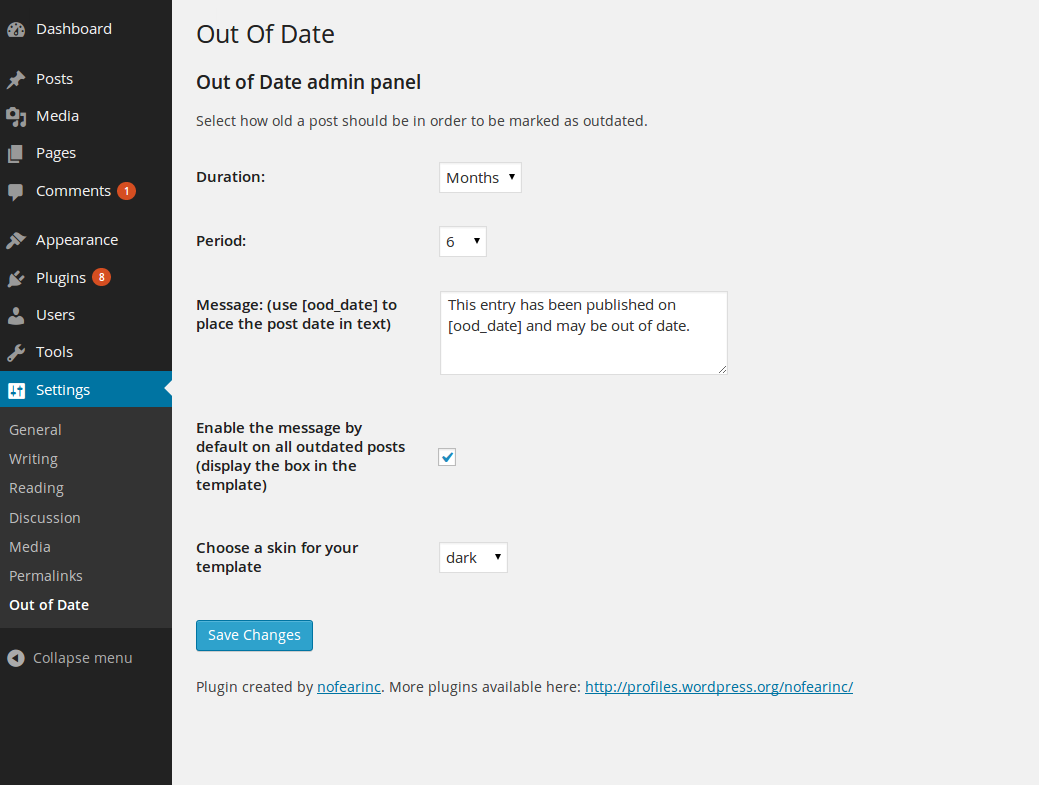 Dashboard
Posts
Media
Pages
Comments 1
Appearance
Plugins 8
Users
Tools
Settings
General
Writing
Reading
Discussion
Media
Permalinks
Out of Date
Collapse menu
Out Of Date
Out of Date admin panel
Select how old a post should be in order to be marked as outdated.
Duration:
Months
Period:
6
Message: (use [ood_date] to
place the post date in text)
This entry has been published on
[ood_date] and may be out of date.
Enable the message by
default on all outdated posts
(display the box in the
template)
Choose a skin for your
template
dark
Save Changes
Plugin created by nofearinc. More plugins available here: http://profiles.wordpress.org/nofearinc/